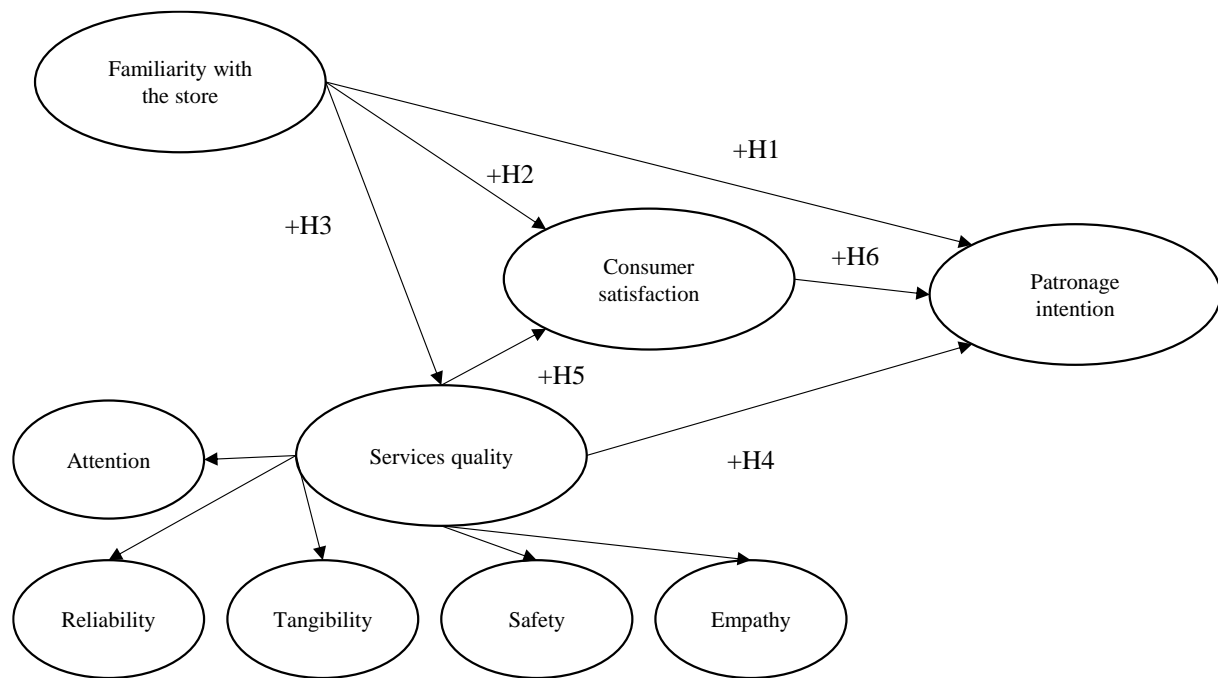 Familiarity with
the store
+H1
+H2
+H3
Consumer
satisfaction
+H6
Patronage
intention
+H5
Attention
Services quality
+H4
Reliability
Tangibility
Safety
Empathy